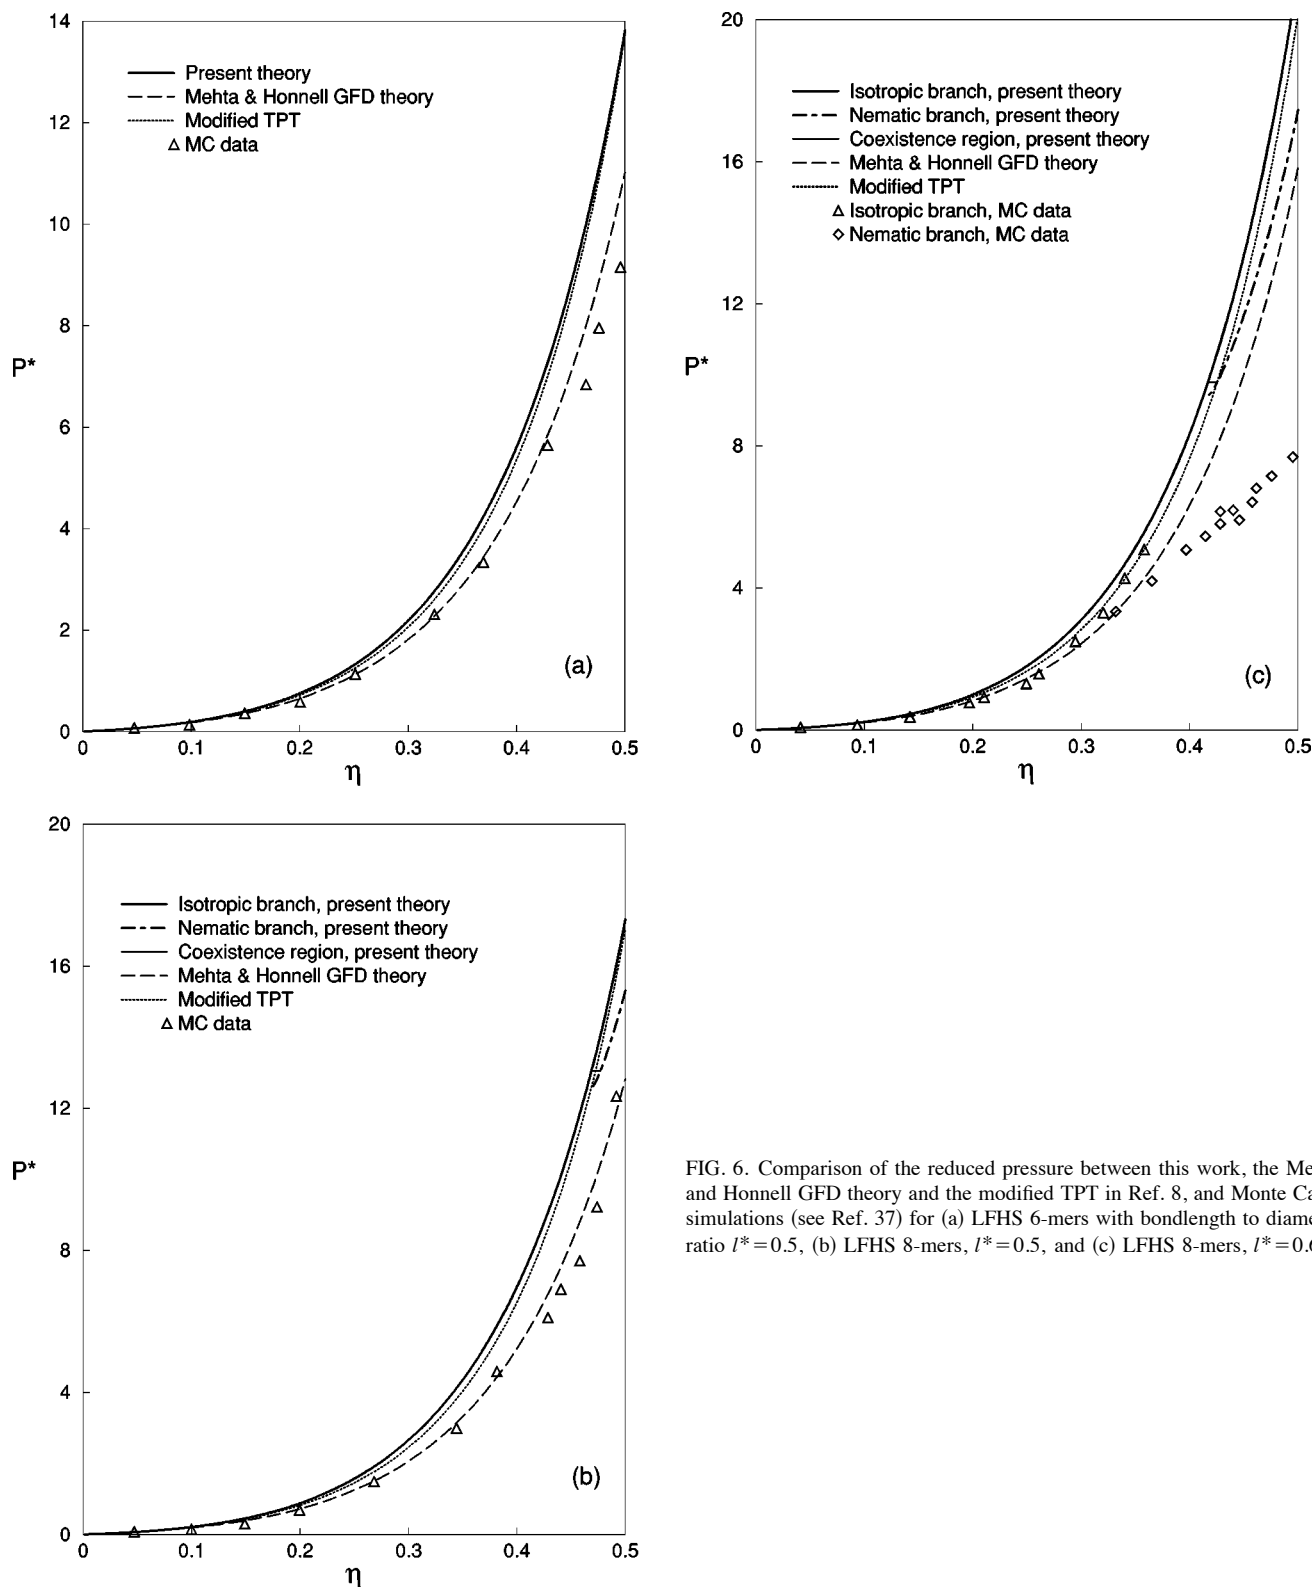 14
12
10
8
6
4
2
0
P*
Present theory
Mehta & Honnell GFD theory
Modified TPT
MC data
(a)
0 0.1 0.2 0.3 0.4 0.5
η
20
16
12
8
4
0
P*
Isotropic branch, present theory
Nematic branch, present theory
Coexistence region, present theory
Mehta & Honnell GFD theory
Modified TPT
Isotropic branch, MC data
Nematic branch, MC data
(c)
0 0.1 0.2 0.3 0.4 0.5
η
20
16
12
8
4
0
P*
Isotropic branch, present theory
Nematic branch, present theory
Coexistence region, present theory
Mehta & Honnell GFD theory
Modified TPT
MC data
(b)
0 0.1 0.2 0.3 0.4 0.5
η
FIG. 6. Comparison of the reduced pressure between this work, the Me
and Honnell GFD theory and the modified TPT in Ref. 8, and Monte Ca
simulations (see Ref. 37) for (a) LFHS 6-mers with bondlength to diame
ratio l*=0.5, (b) LFHS 8-mers, l*=0.5, and (c) LFHS 8-mers, l*=0.6